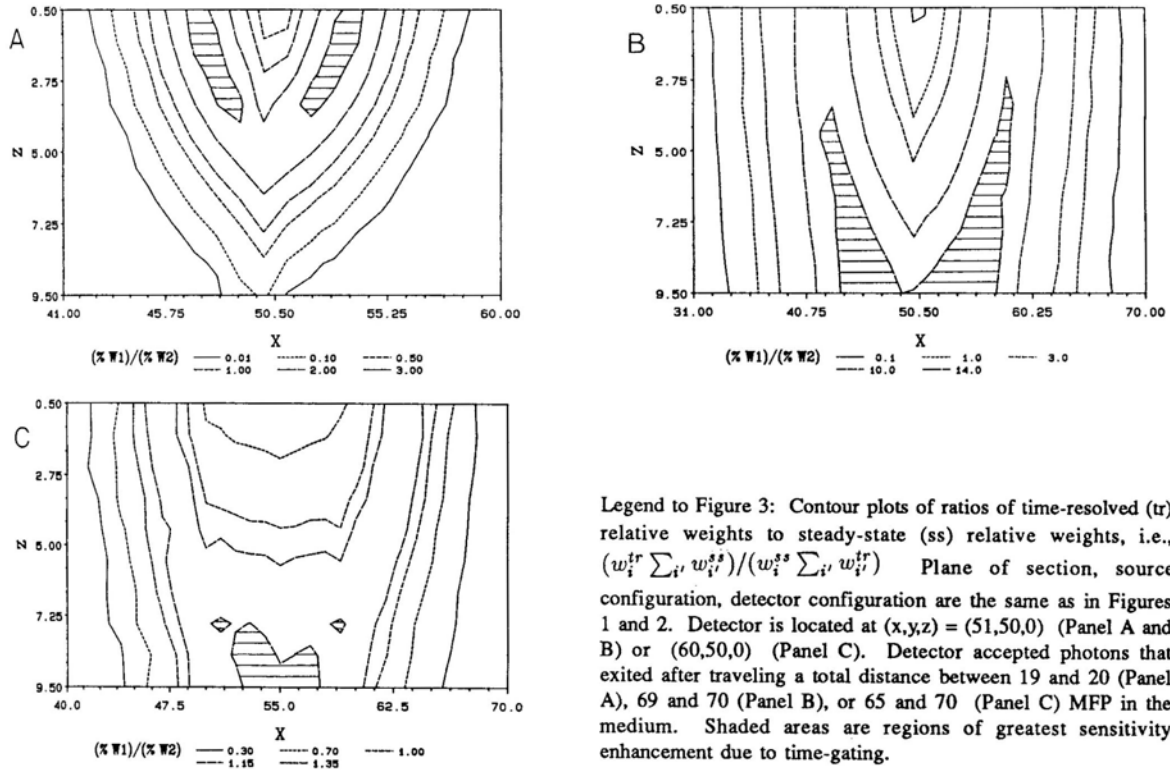 A
0.50
2.75
5.00
7.25
9.50
Z
41.00 45.75 50.50 55.25 60.00
X
(% W1)/(% W2) 0.01 0.10 0.50
1.00 2.00 3.00
B
0.50
2.75
5.00
7.25
9.50
Z
31.00 40.75 50.50 60.25 70.00
X
(% W1)/(% W2) 0.1 1.0 3.0
10.0 14.0
C
0.50
2.75
5.00
7.25
9.50
Z
40.0 47.5 55.0 62.5 70.0
X
(% W1)/(% W2) 0.30 0.70 1.00
1.15 1.35
Legend to Figure 3: Contour plots of ratios of time-resolved (tr)
relative weights to steady-state (ss) relative weights, i.e.,
(w_i^{tr} ∑_{i'} w_{i'}^{ss})/(w_i^{ss} ∑_{i'} w_{i'}^{tr}) Plane of section, source
configuration, detector configuration are the same as in Figures
1 and 2. Detector is located at (x,y,z) = (51,50,0) (Panel A and
B) or (60,50,0) (Panel C). Detector accepted photons that
exited after traveling a total distance between 19 and 20 (Panel
A), 69 and 70 (Panel B), or 65 and 70 (Panel C) MFP in the
medium. Shaded areas are regions of greatest sensitivity
enhancement due to time-gating.